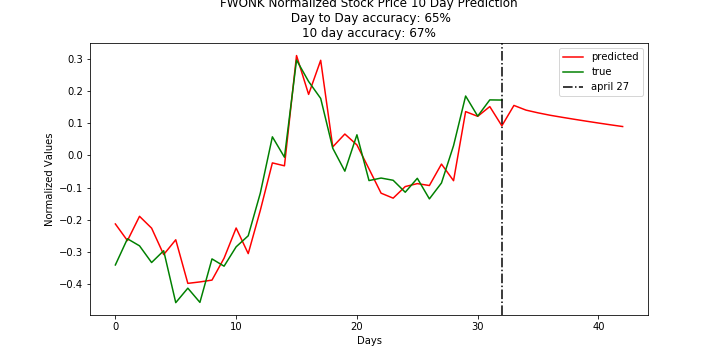 FWONK Normalized Stock Price 10 Day Prediction
Day to Day accuracy: 65%
10 day accuracy: 67%
predicted
true
april 27
Normalized Values
0.3
0.2
0.1
0.0
−0.1
−0.2
−0.3
−0.4
0
10
20
30
40
Days